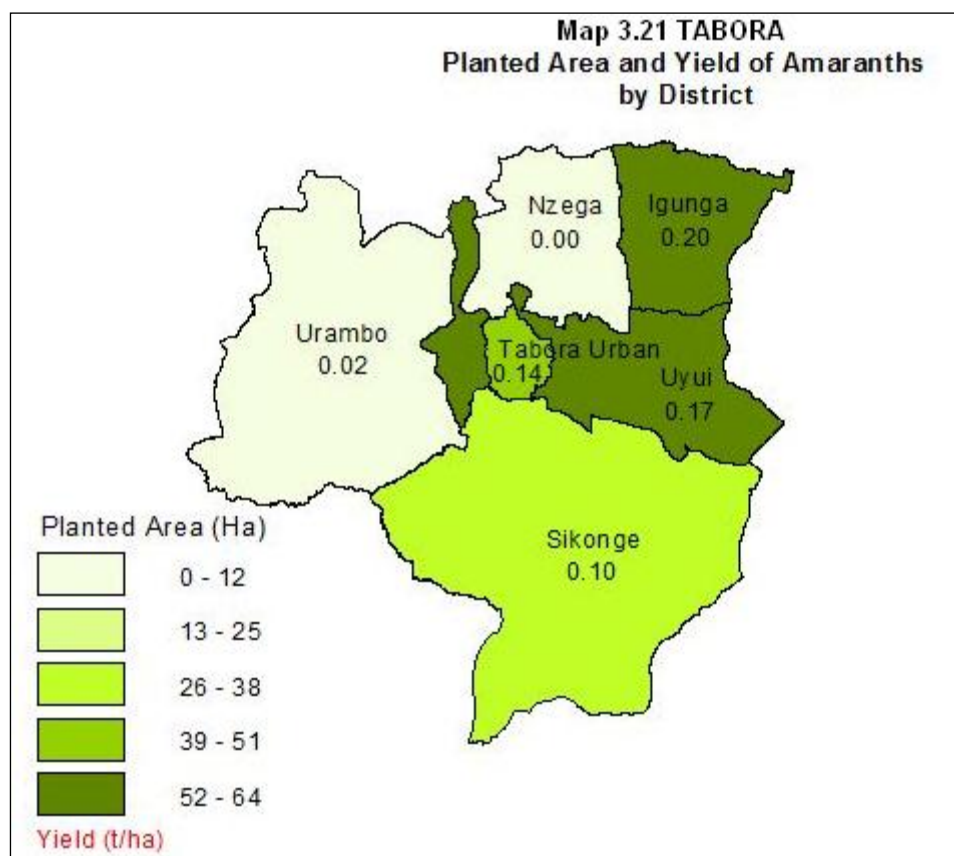 Map 3.21 TABORA
Planted Area and Yield of Amaranths
by District
Nzega
0.00
Igunga
0.20
Urambo
0.02
Tabora Urban
0.14
Uyui
0.17
Sikonge
0.10
Planted Area (Ha)
0 - 12
13 - 25
26 - 38
39 - 51
52 - 64
Yield (t/ha)